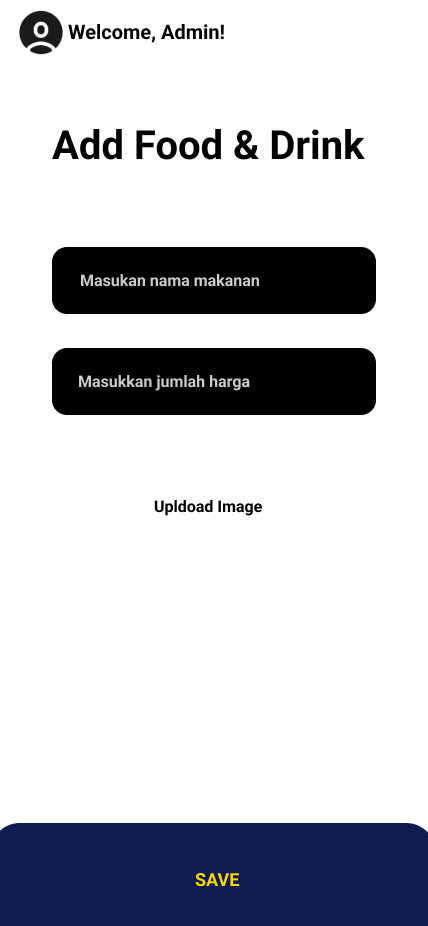 Welcome, Admin!
Add Food & Drink
Masukan nama makanan
Masukkan jumlah harga
Upldoad Image
SAVE